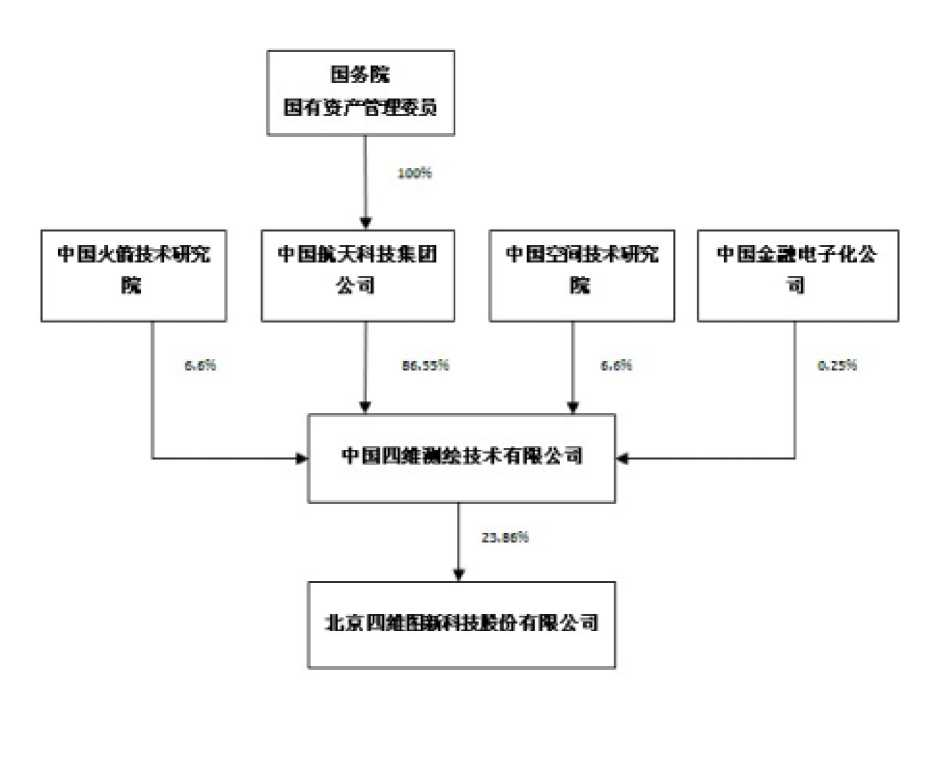 国务院
国有资产管理委员
100%
中国火箭技术研究
院
中国航天科技集团
公司
中国空间技术研究
院
中国金融电子化公
司
6.6%
86.55%
6.6%
0.25%
中国四维测绘技术有限公司
23.86%
北京四维图新科技股份有限公司